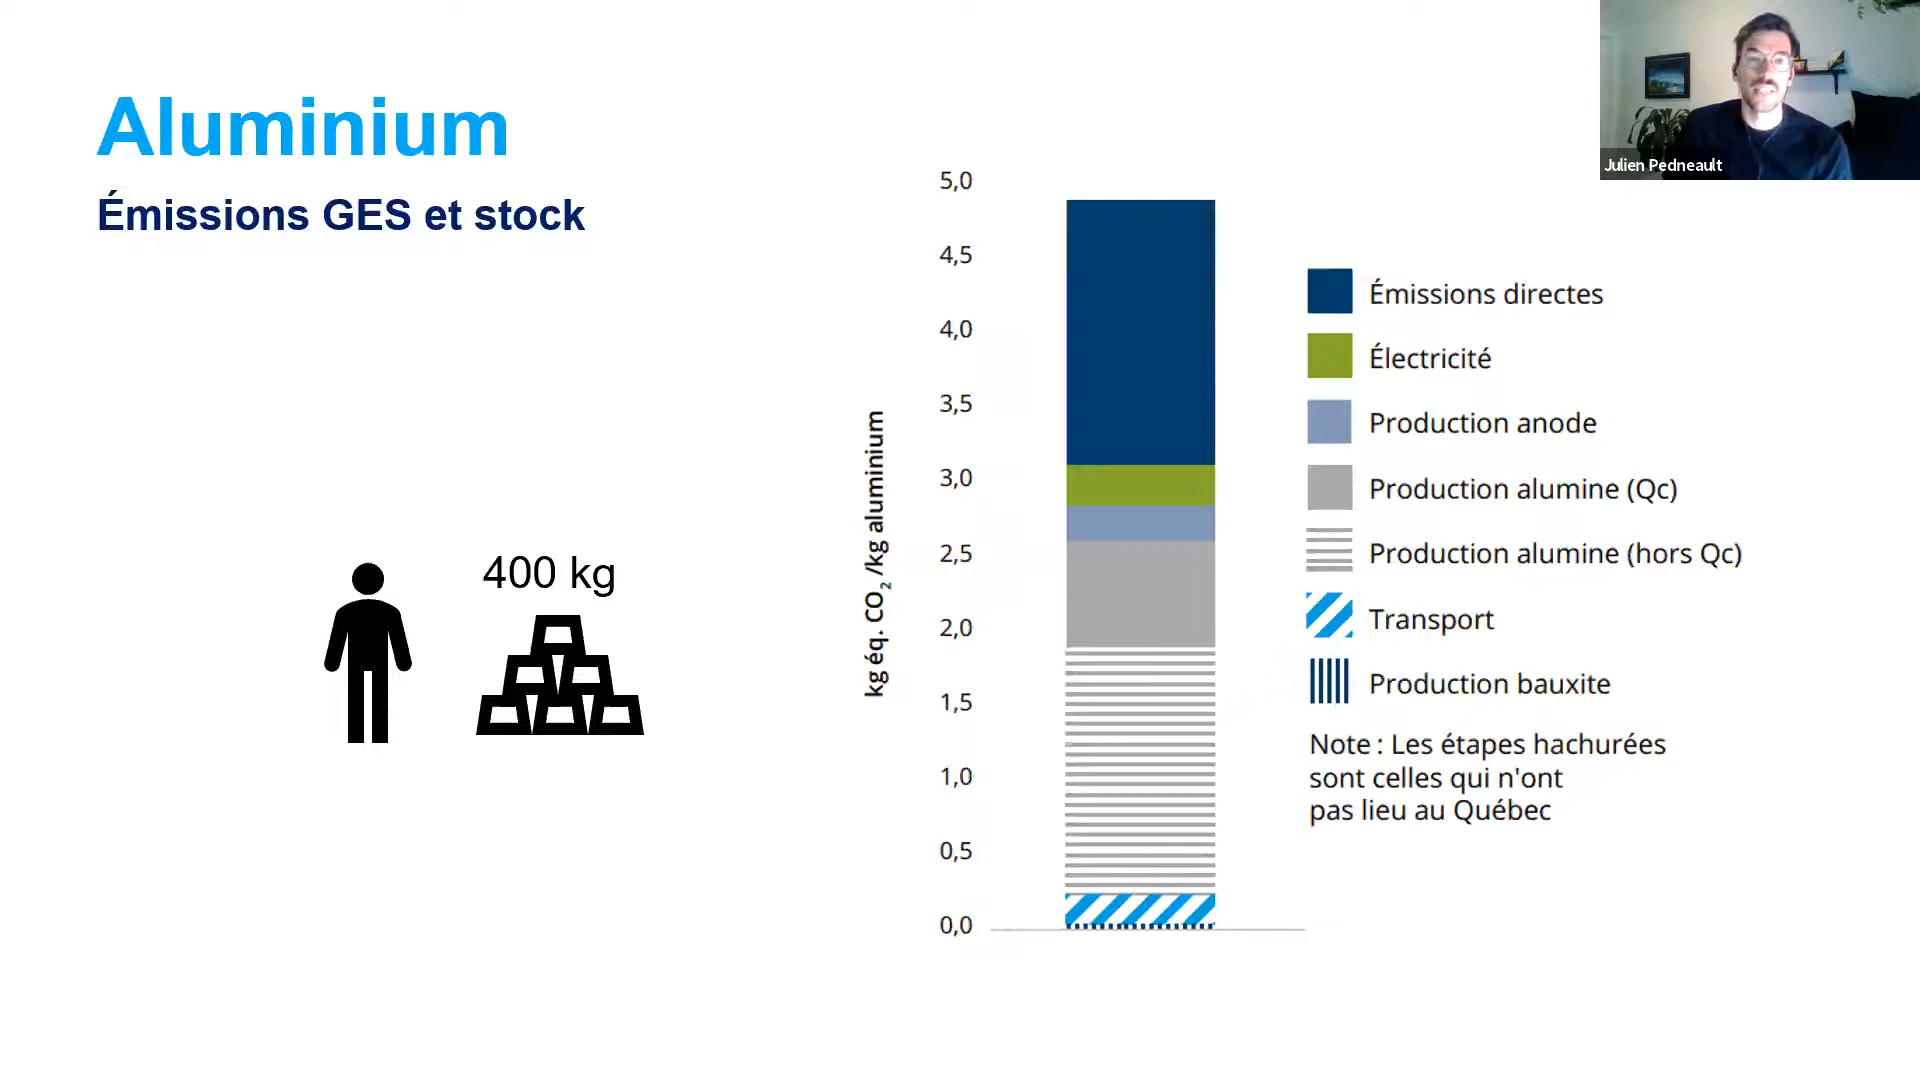 Aluminium
Émissions GES et stock
400 kg
kg éq. CO₂ /kg aluminium
5,0
4,5
4,0
3,5
3,0
2,5
2,0
1,5
1,0
0,5
0,0
Émissions directes
Électricité
Production anode
Production alumine (Qc)
Production alumine (hors Qc)
Transport
Production bauxite
Note : Les étapes hachurées
sont celles qui n'ont
pas lieu au Québec
Julien Pedneault